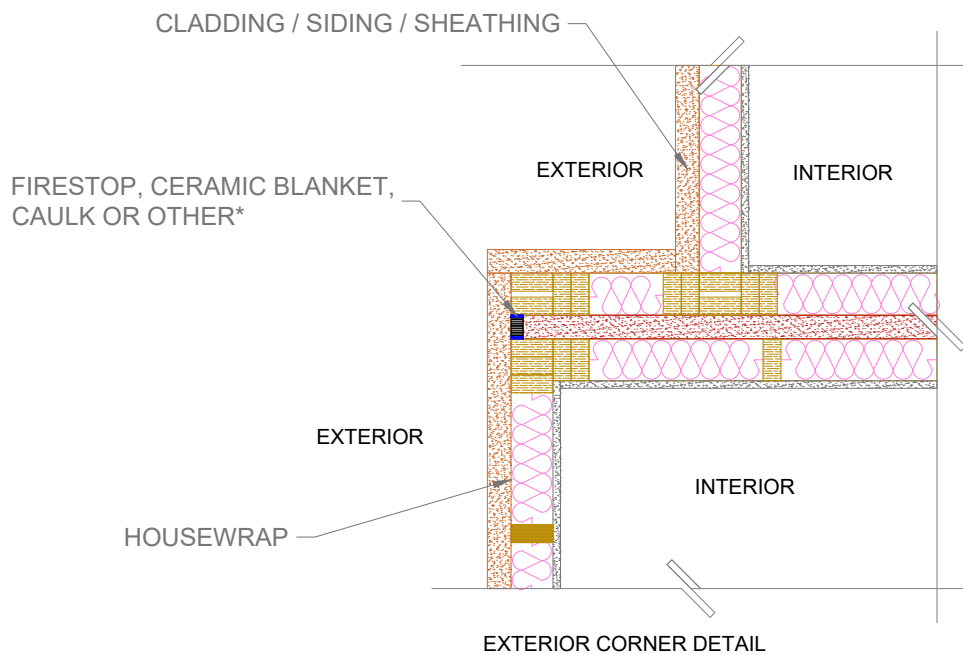 CLADDING / SIDING / SHEATHING
EXTERIOR
INTERIOR
FIRESTOP, CERAMIC BLANKET,
CAULK OR OTHER*
EXTERIOR
INTERIOR
HOUSEWRAP
EXTERIOR CORNER DETAIL